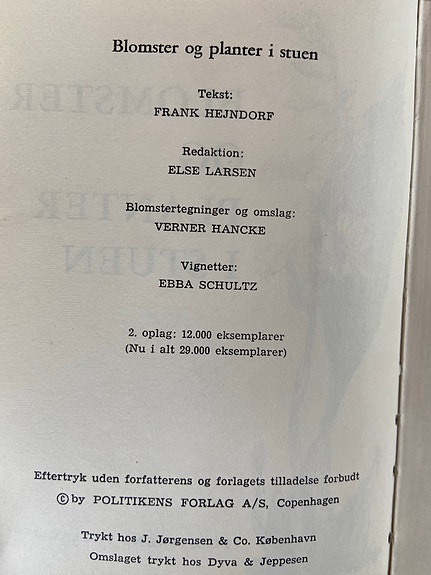 Blomster og planter i stuen
Tekst:
FRANK HEJNDORF
Redaktion:
ELSE LARSEN
Blomstertegninger og omslag:
VERNER HANCKE
Vignetter:
EBBA SCHULTZ
2. oplag: 12.000 eksemplarer
(Nu i alt 29.000 eksemplarer)
Eftertryk uden forfatterens og forlagets tilladelse forbudt
© by POLITIKENS FORLAG A/S, Copenhagen
Trykt hos J. Jørgensen & Co. København
Omslaget trykt hos Dyva & Jeppesen